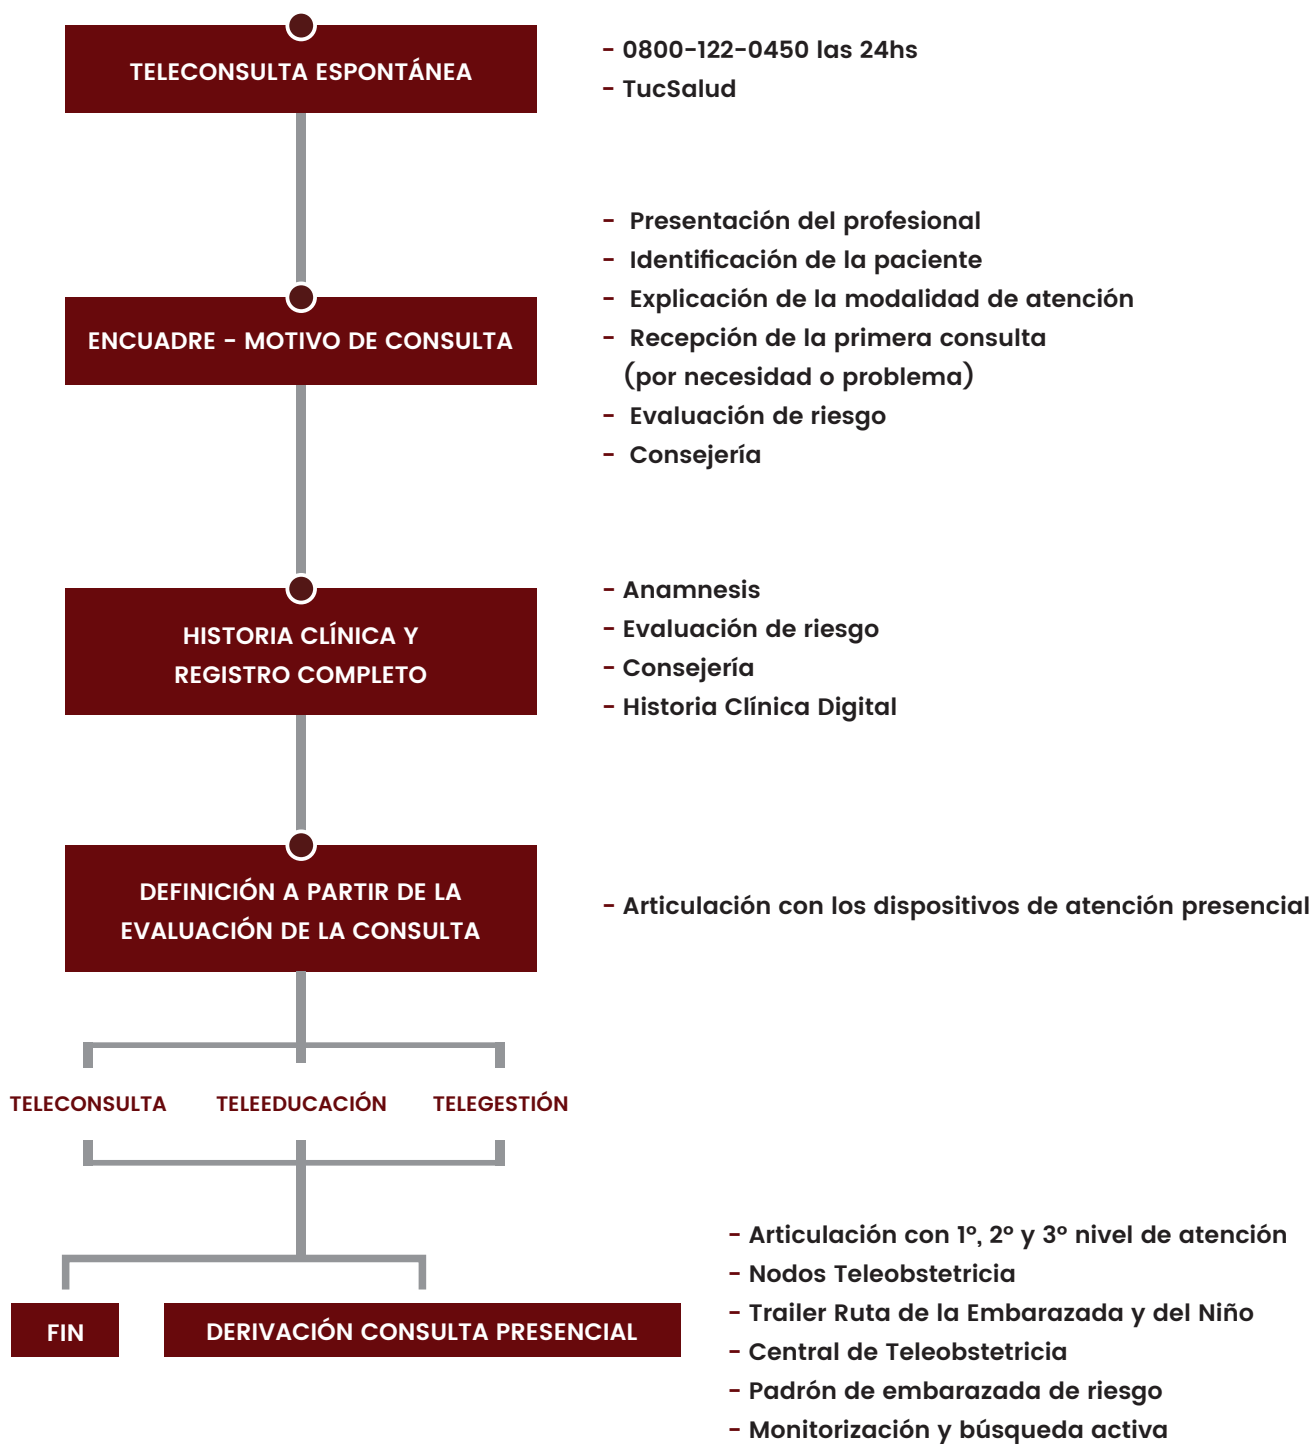 TELECONSULTA ESPONTÁNEA
- 0800-122-0450 las 24hs
- TucSalud
ENCUADRE - MOTIVO DE CONSULTA
- Presentación del profesional
- Identificación de la paciente
- Explicación de la modalidad de atención
- Recepción de la primera consulta
(por necesidad o problema)
- Evaluación de riesgo
- Consejería
HISTORIA CLÍNICA Y
REGISTRO COMPLETO
- Anamnesis
- Evaluación de riesgo
- Consejería
- Historia Clínica Digital
DEFINICIÓN A PARTIR DE LA
EVALUACIÓN DE LA CONSULTA
- Articulación con los dispositivos de atención presencial
TELECONSULTA
TELEEDUCACIÓN
TELEGESTIÓN
FIN
DERIVACIÓN CONSULTA PRESENCIAL
- Articulación con 1º, 2º y 3º nivel de atención
- Nodos Teleobstetricia
- Trailer Ruta de la Embarazada y del Niño
- Central de Teleobstetricia
- Padrón de embarazada de riesgo
- Monitorización y búsqueda activa